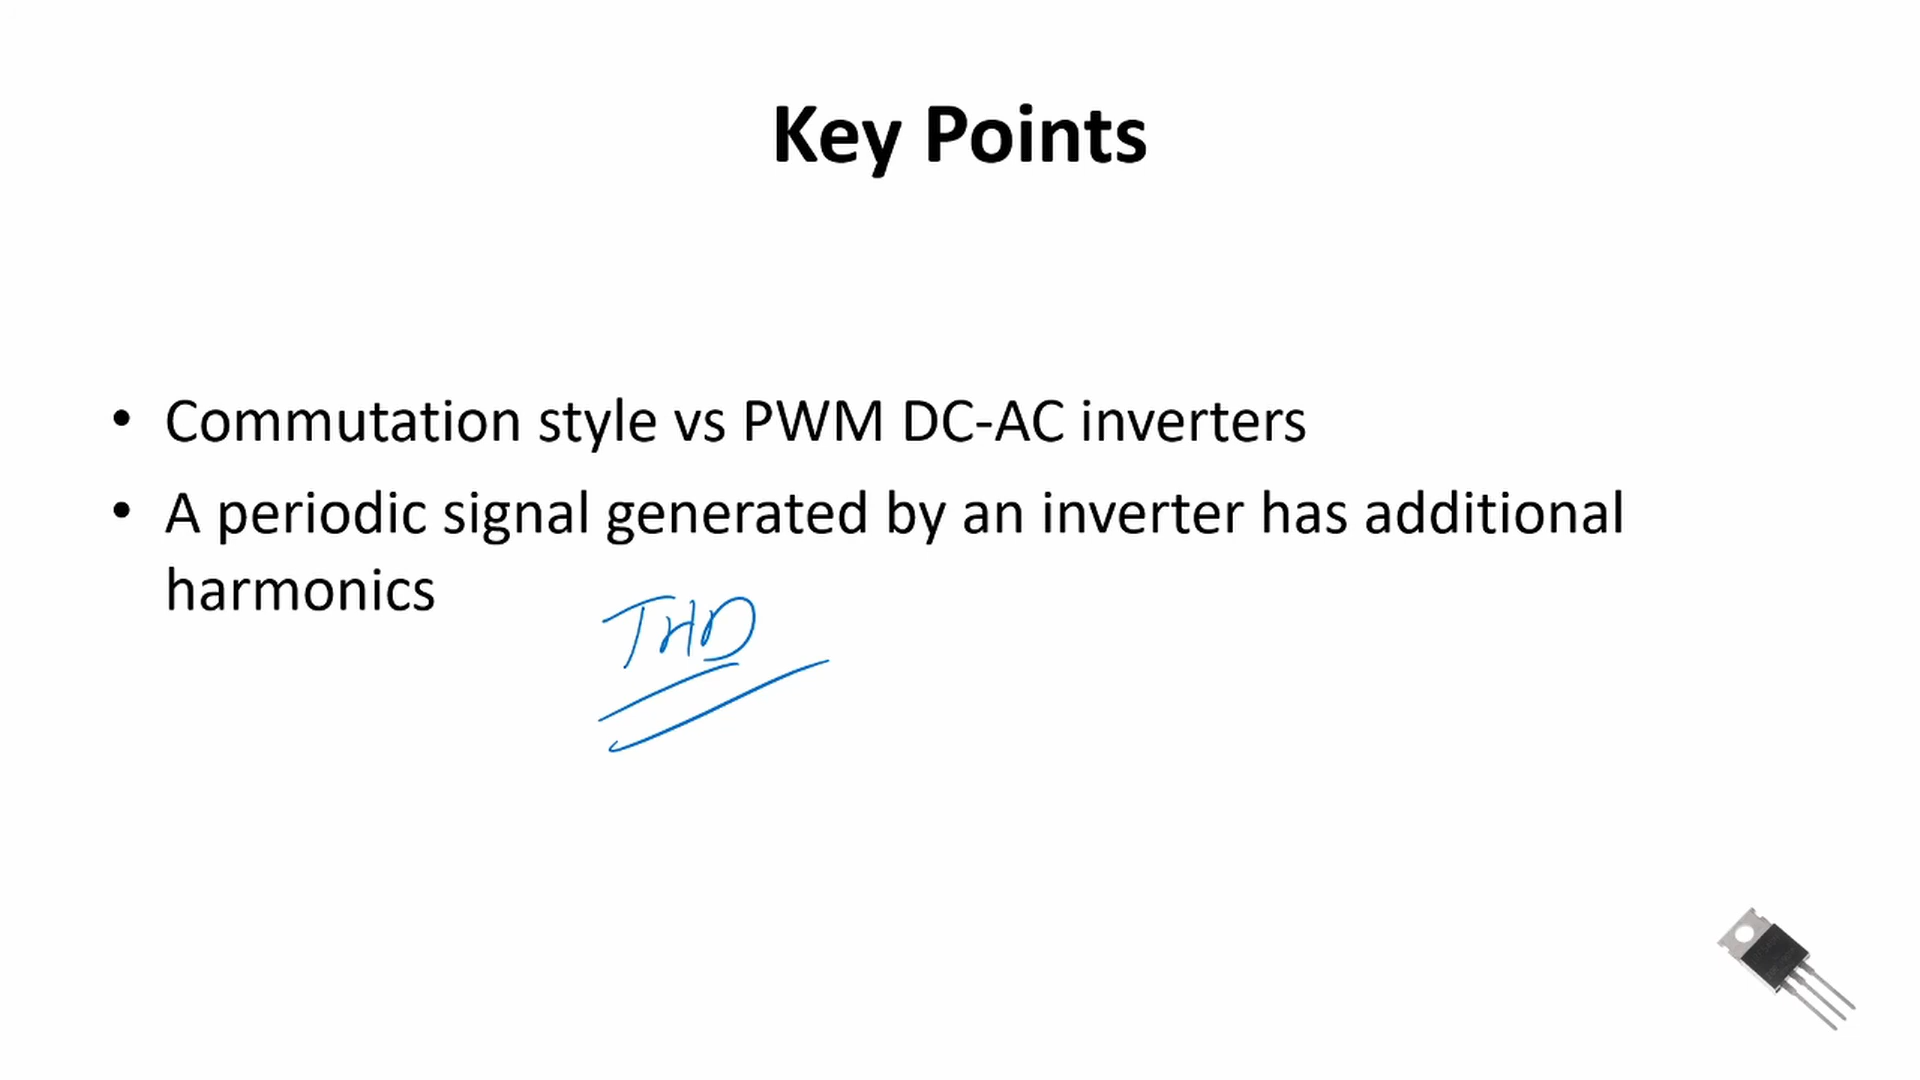 Key Points
• Commutation style vs PWM DC-AC inverters
• A periodic signal generated by an inverter has additional
harmonics
THD